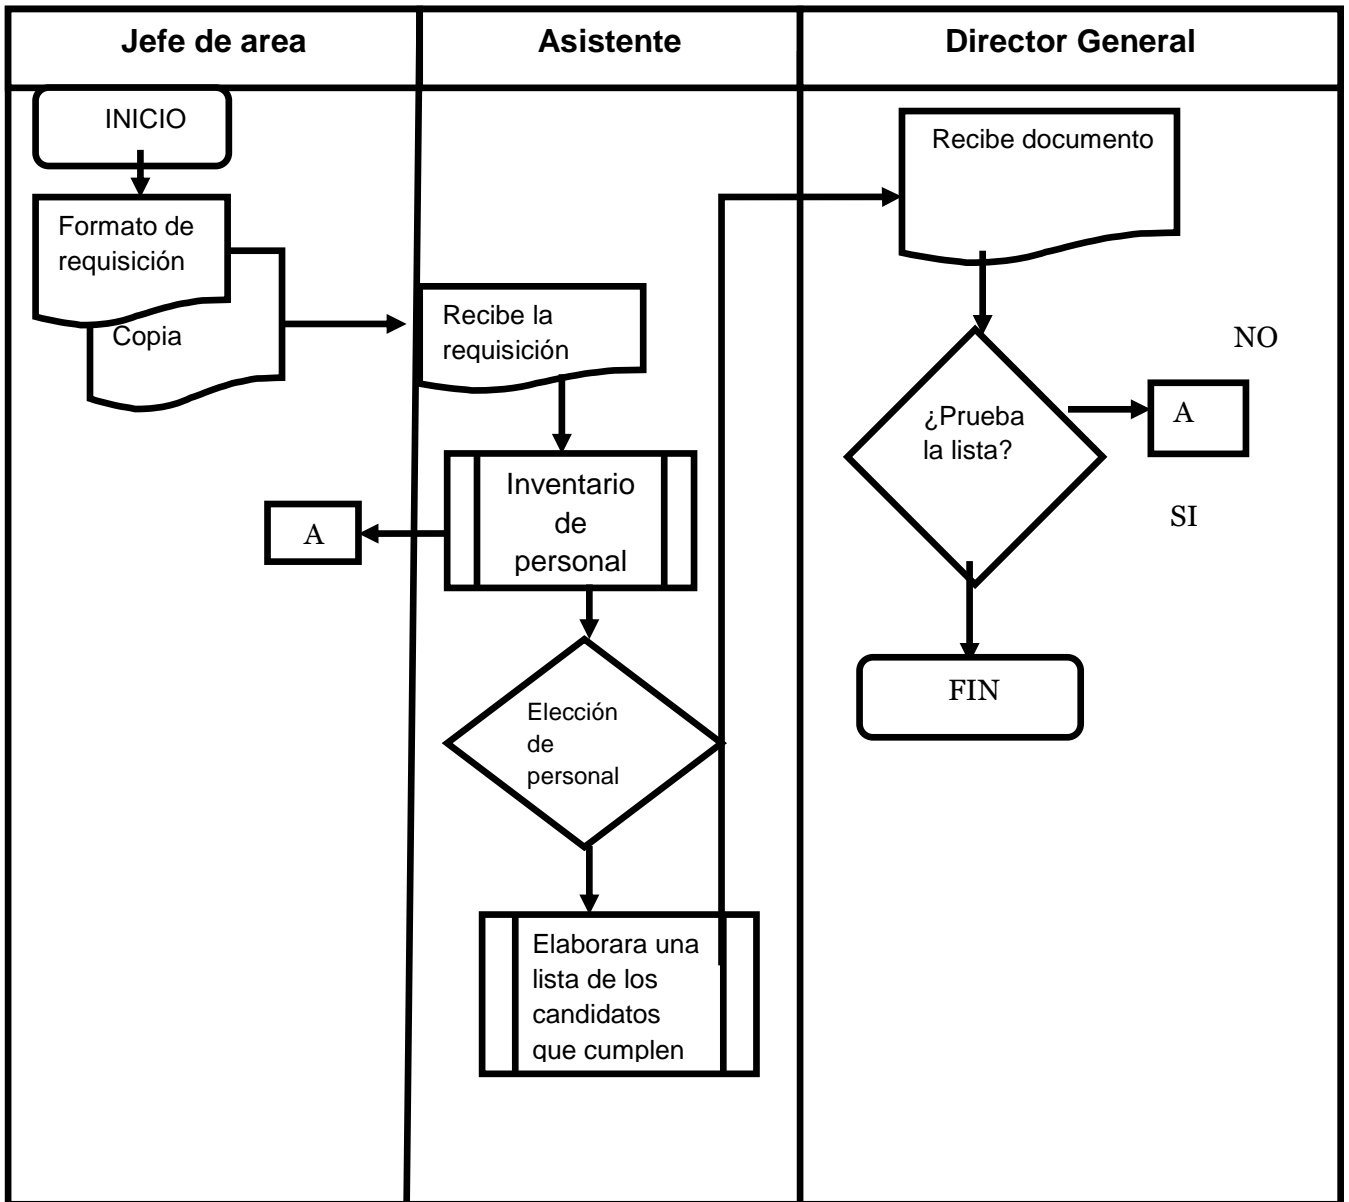 Jefe de area
Asistente
Director General
INICIO
Formato de
requisición
Copia
Recibe la
requisición
Inventario
de
personal
A
Elección
de
personal
Elaborara una
lista de los
candidatos
que cumplen
Recibe documento
¿Prueba
la lista?
NO
A
SI
FIN